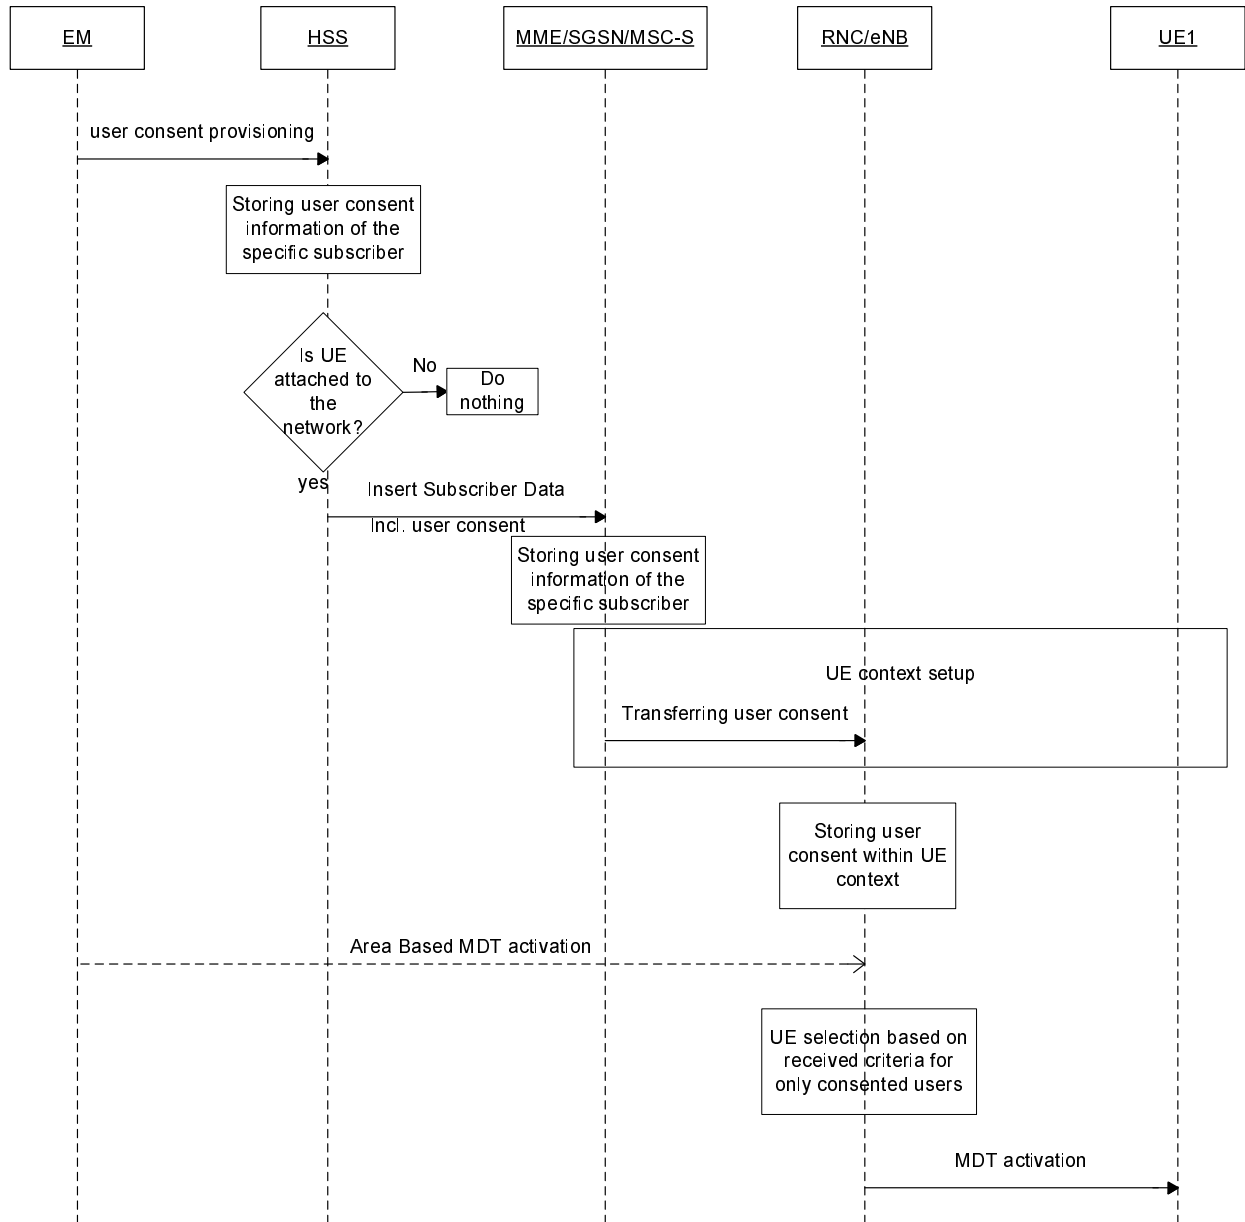 EM
HSS
MME/SGSN/MSC-S
RNC/eNB
UE1
user consent provisioning
Storing user consent
information of the
specific subscriber
Is UE
attached to
the
network?
No
Do
nothing
yes
Insert Subscriber Data
Incl. user consent
Storing user consent
information of the
specific subscriber
UE context setup
Transferring user consent
Storing user
consent within UE
context
Area Based MDT activation
UE selection based on
received criteria for
only consented users
MDT activation